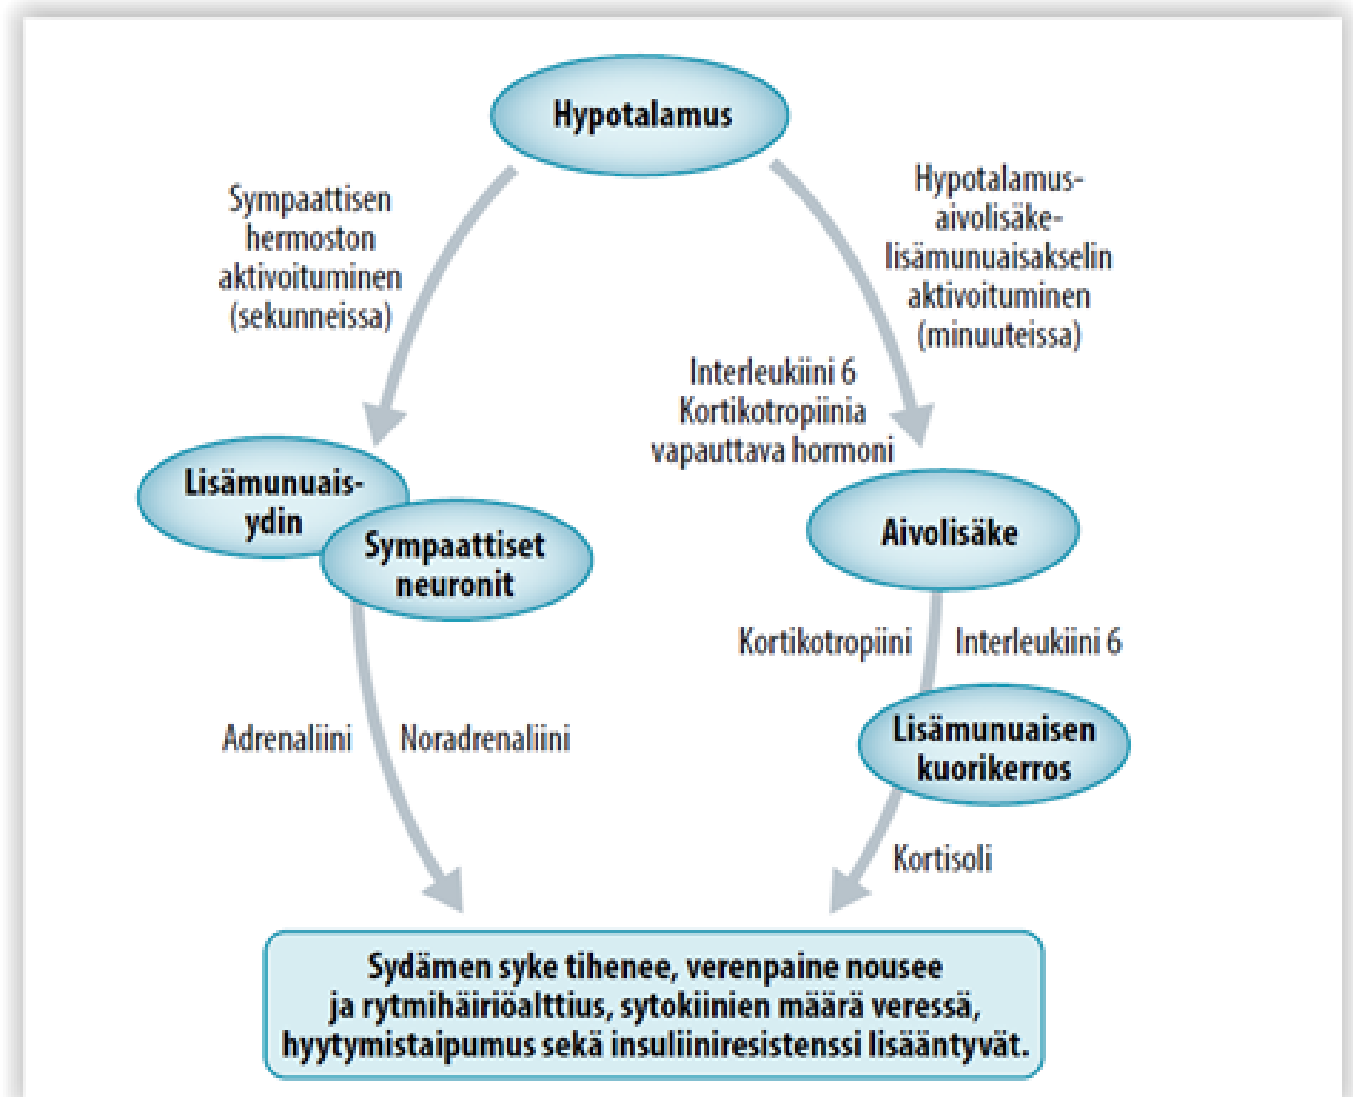 Hypotalamus
Sympaattisen
hermoston
aktivoituminen
(sekunneissa)
Hypotalamus-
aivolisäke-
lisämunuaisakselin
aktivoituminen
(minuuteissa)
Interleukiini 6
Kortikotropiinia
vapauttava hormoni
Lisämunuais-
ydin
Sympaattiset
neuronit
Aivolisäke
Kortikotropiini
Interleukiini 6
Lisämunuaisen
kuorikerros
Adrenaliini
Noradrenaliini
Kortisoli
Sydämen syke tihenee, verenpaine nousee
ja rytmihäiriöalttius, sytokiinien määrä veressä,
hyytymistaipumus sekä insuliiniresistenssi lisääntyvät.